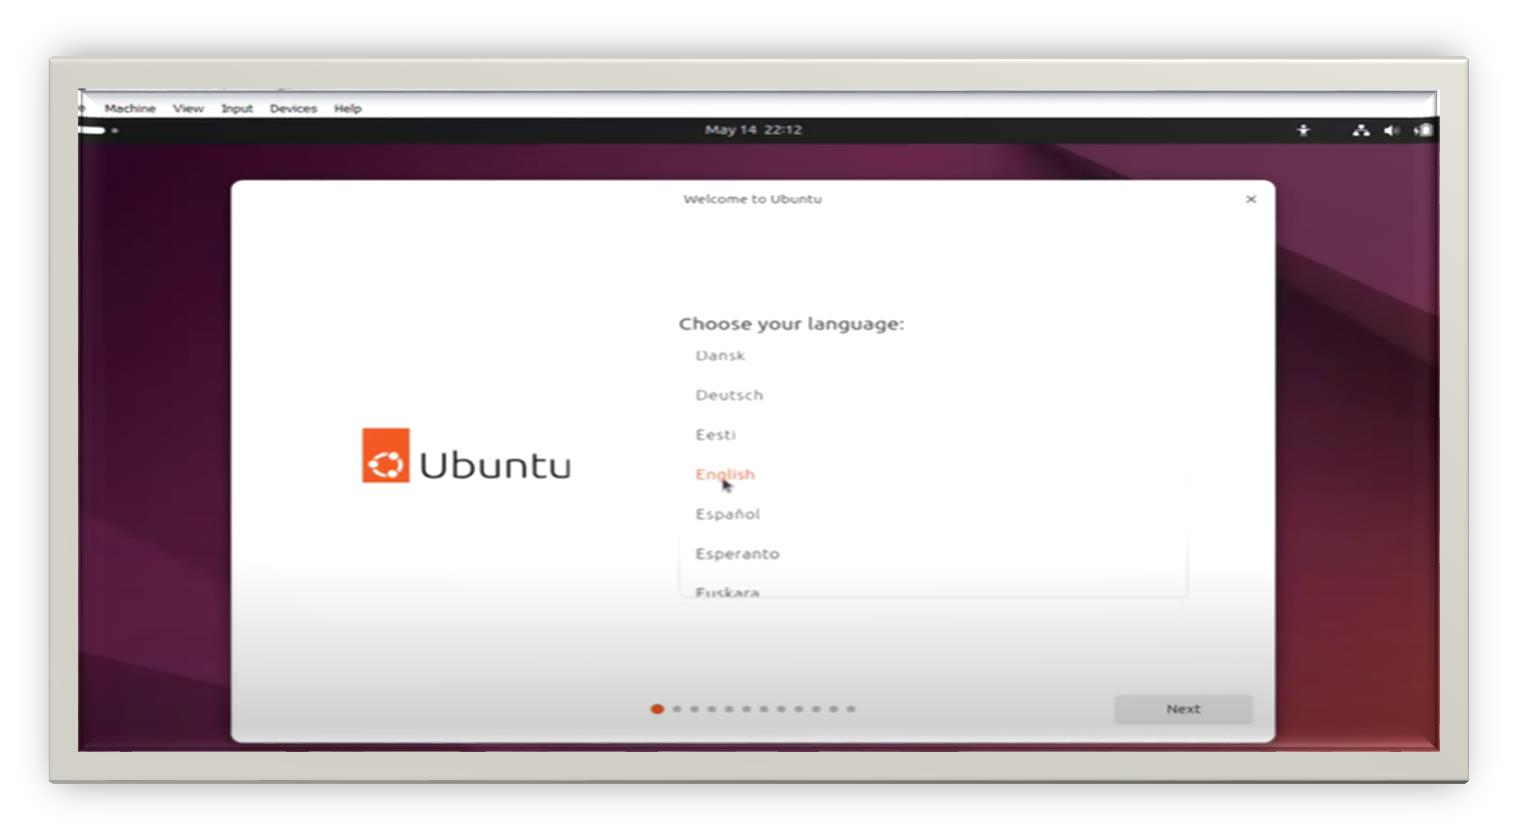 Machine View Input Devices Help
May 14 22:12
Welcome to Ubuntu
Choose your language:
Dansk
Deutsch
Eesti
English
Español
Esperanto
Euskara
Ubuntu
Next